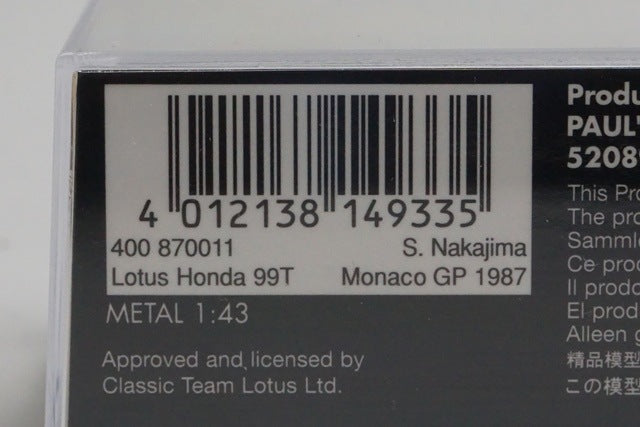 4 012138 149335
400 870011 S. Nakajima
Lotus Honda 99T Monaco GP 1987
METAL 1:43
Approved and licensed by
Classic Team Lotus Ltd.
Produ
PAUL'
5208
This Pro
The pro
Sammle
Ce prod
Il prodo
El prod
Alleen g
精品模型
この模型